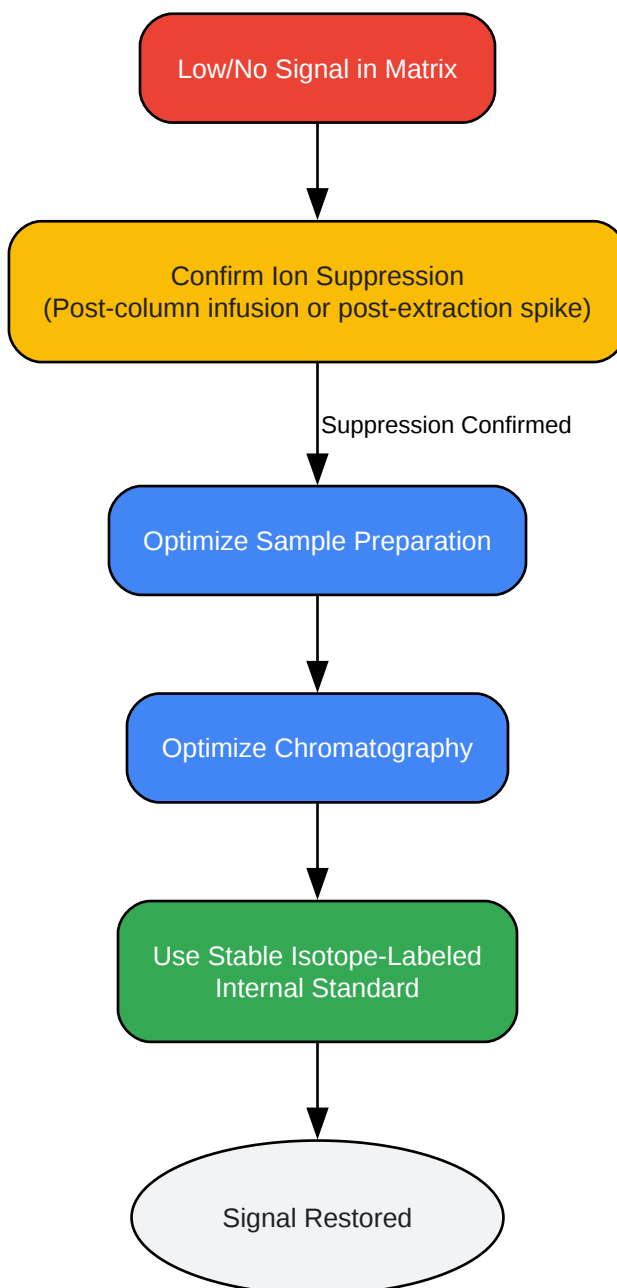 Low/No Signal in Matrix
Confirm Ion Suppression
(Post-column infusion or post-extraction spike)
Suppression Confirmed
Optimize Sample Preparation
Optimize Chromatography
Use Stable Isotope-Labeled
Internal Standard
Signal Restored